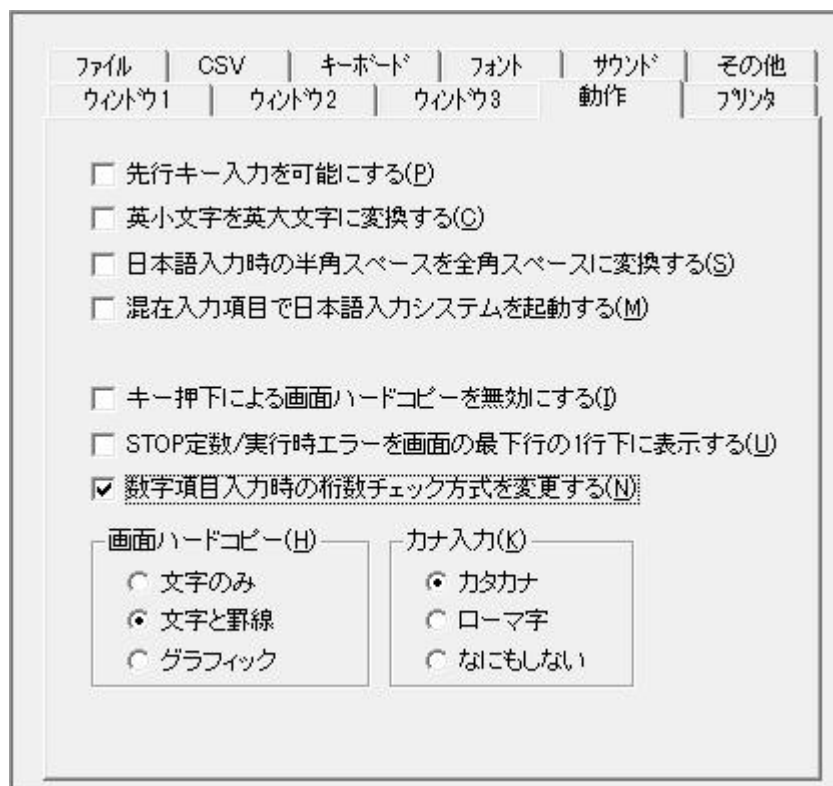 ファイル CSV キーボード フォント サウンド その他
ウィンドウ1 ウィンドウ2 ウィンドウ3 動作 プリンタ
先行キー入力を可能にする(P)
英小文字を英大文字に変換する(C)
日本語入力時の半角スペースを全角スペースに変換する(S)
混在入力項目で日本語入力システムを起動する(M)
キー押下による画面ハードコピーを無効にする(I)
STOP定数/実行時エラーを画面の最下行の1行下に表示する(U)
数字項目入力時の桁数チェック方式を変更する(N)
画面ハードコピー(H) カナ入力(K)
文字のみ カタカナ
文字と罫線 ローマ字
グラフィック なにもしない